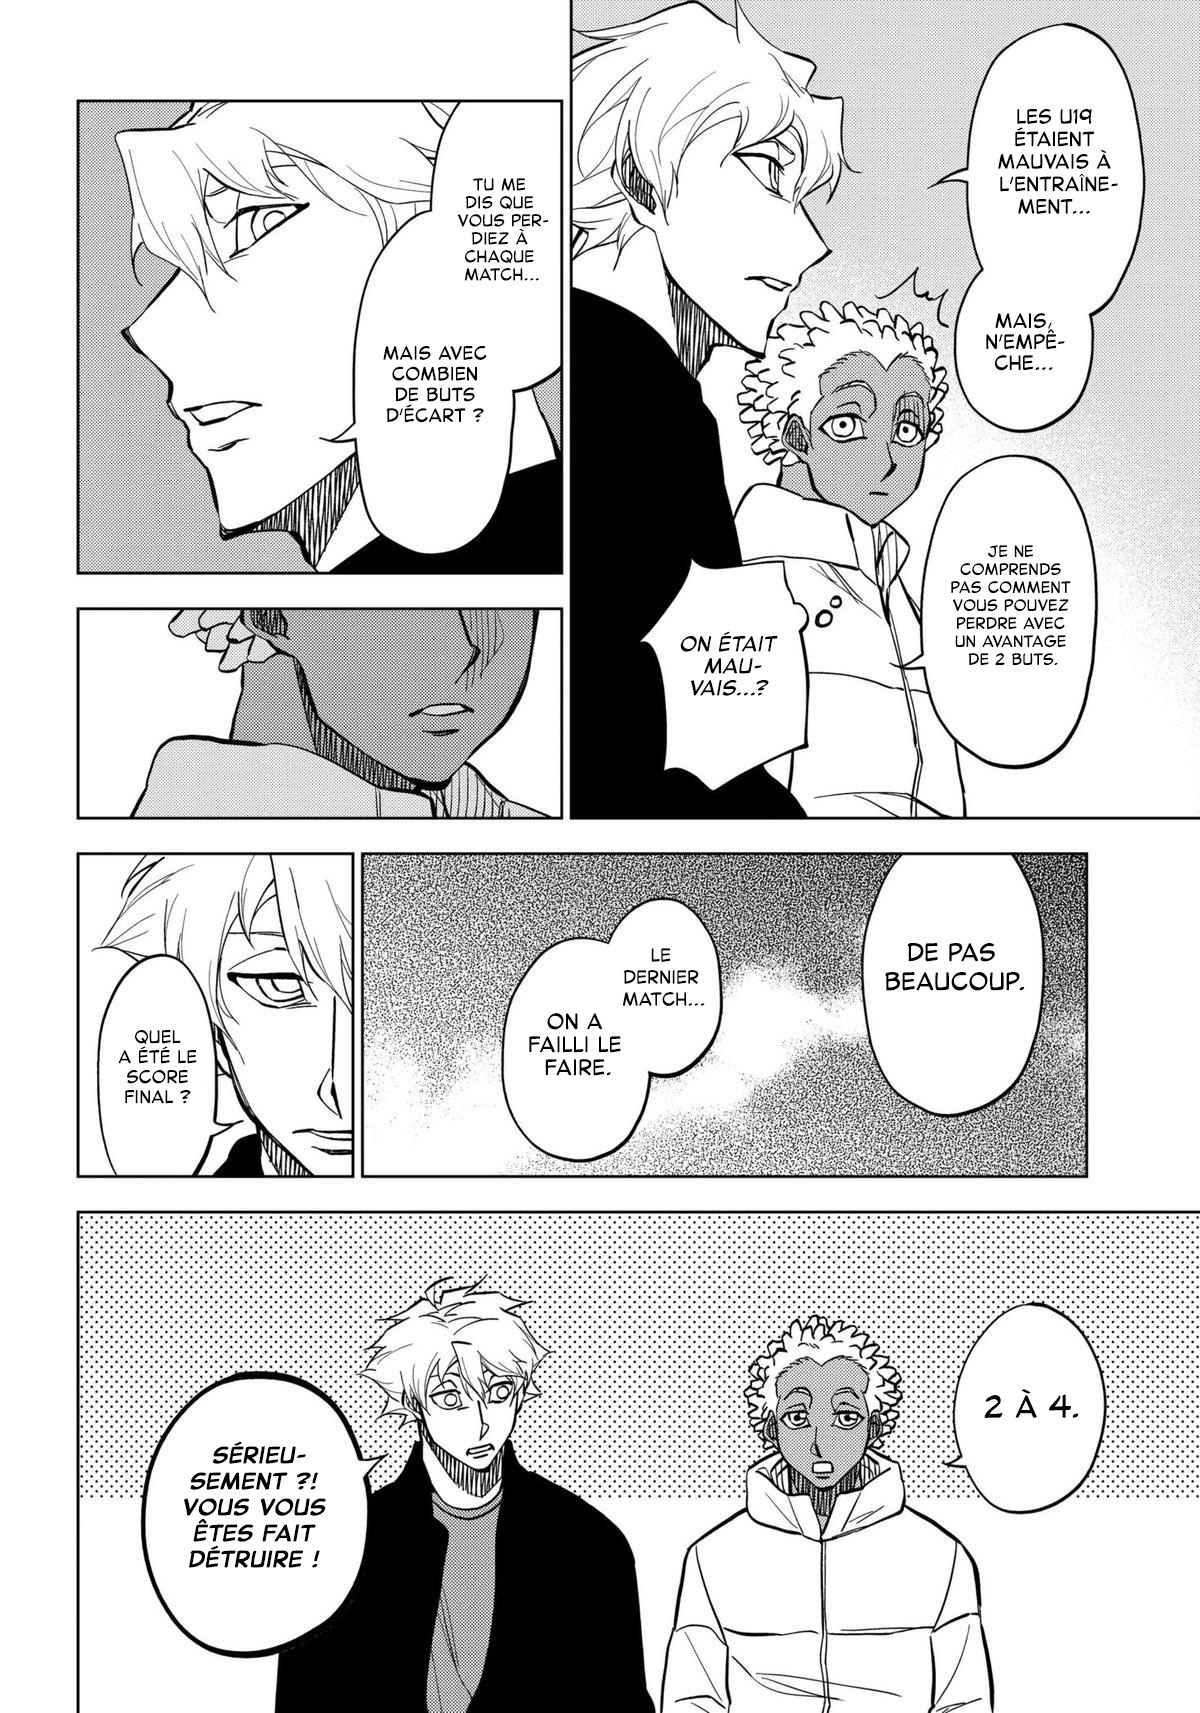 LES U19
ÉTAIENT
MAUVAIS À
L'ENTRAÎNE-
MENT...
MAIS,
N'EMPÊ-
CHE...
JE NE
COMPRENDS
PAS COMMENT
VOUS POUVEZ
PERDRE AVEC
UN AVANTAGE
DE 2 BUTS.
ON ÉTAIT
MAU-
VAIS...?
TU ME
DIS QUE
VOUS PER-
DIEZ À
CHAQUE
MATCH...
MAIS AVEC
COMBIEN
DE BUTS
D'ÉCART ?
DE PAS
BEAUCOUP.
LE
DERNIER
MATCH...
ON A
FAILLI LE
FAIRE.
QUEL
A ÉTÉ LE
SCORE
FINAL ?
2 À 4.
SÉRIEU-
SEMENT ?!
VOUS VOUS
ÊTES FAIT
DÉTRUIRE !